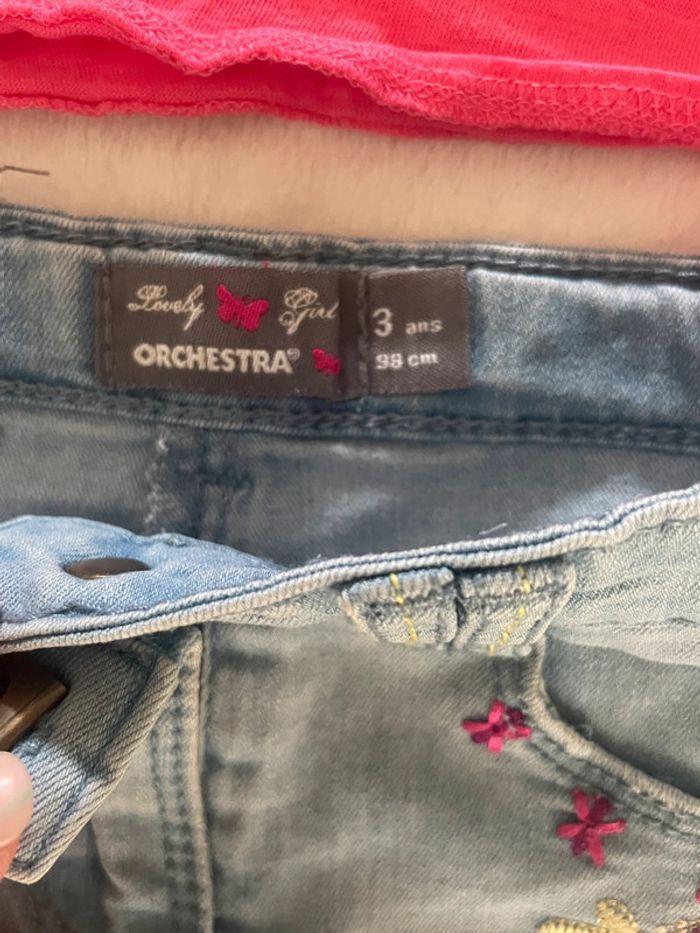 Lovely Girl
ORCHESTRA®
3 ans
98 cm